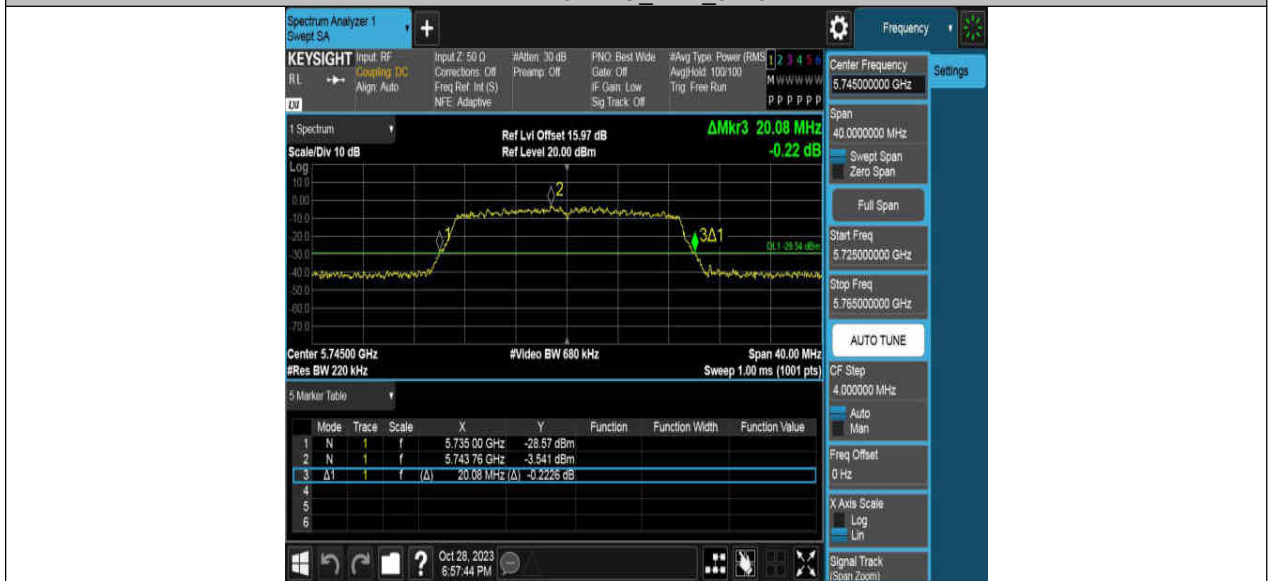 Spectrum Analyzer 1
Swept SA
+
Frequency
KEYSIGHT
RL
LXI
Input: RF
Coupling: DC
Align: Auto
Input Z: 50 Ω
Corrections: Off
Freq Ref: Int (S)
NFE: Adaptive
#Atten: 30 dB
Preamp: Off
PNO: Best Wide
Gate: Off
IF Gain: Low
Sig Track: Off
#Avg Type: Power (RMS
Avg|Hold: 100/100
Trig: Free Run
1 2 3 4 5 6
M W W W W W
P P P P P P
Center Frequency
5.745000000 GHz
Settings
Span
40.0000000 MHz
Swept Span
Zero Span
Full Span
Start Freq
5.725000000 GHz
Stop Freq
5.765000000 GHz
AUTO TUNE
CF Step
4.000000 MHz
Auto
Man
Freq Offset
0 Hz
X Axis Scale
Log
Lin
Signal Track
(Span Zoom)
1 Spectrum
Scale/Div 10 dB
Ref Lvl Offset 15.97 dB
Ref Level 20.00 dBm
ΔMkr3 20.08 MHz
-0.22 dB
Log
10.0
0.00
-10.0
-20.0
-30.0
-40.0
-50.0
-60.0
-70.0
1
2
3Δ1
DL1 -29.54 dBm
Center 5.74500 GHz
#Video BW 680 kHz
Span 40.00 MHz
#Res BW 220 kHz
Sweep 1.00 ms (1001 pts)
5 Marker Table
Mode Trace Scale X Y Function Function Width Function Value
1 N 1 f 5.735 00 GHz -28.57 dBm
2 N 1 f 5.743 76 GHz -3.541 dBm
3 Δ1 1 f (Δ) 20.08 MHz (Δ) -0.2226 dB
4
5
6
?
Oct 28, 2023
6:57:44 PM